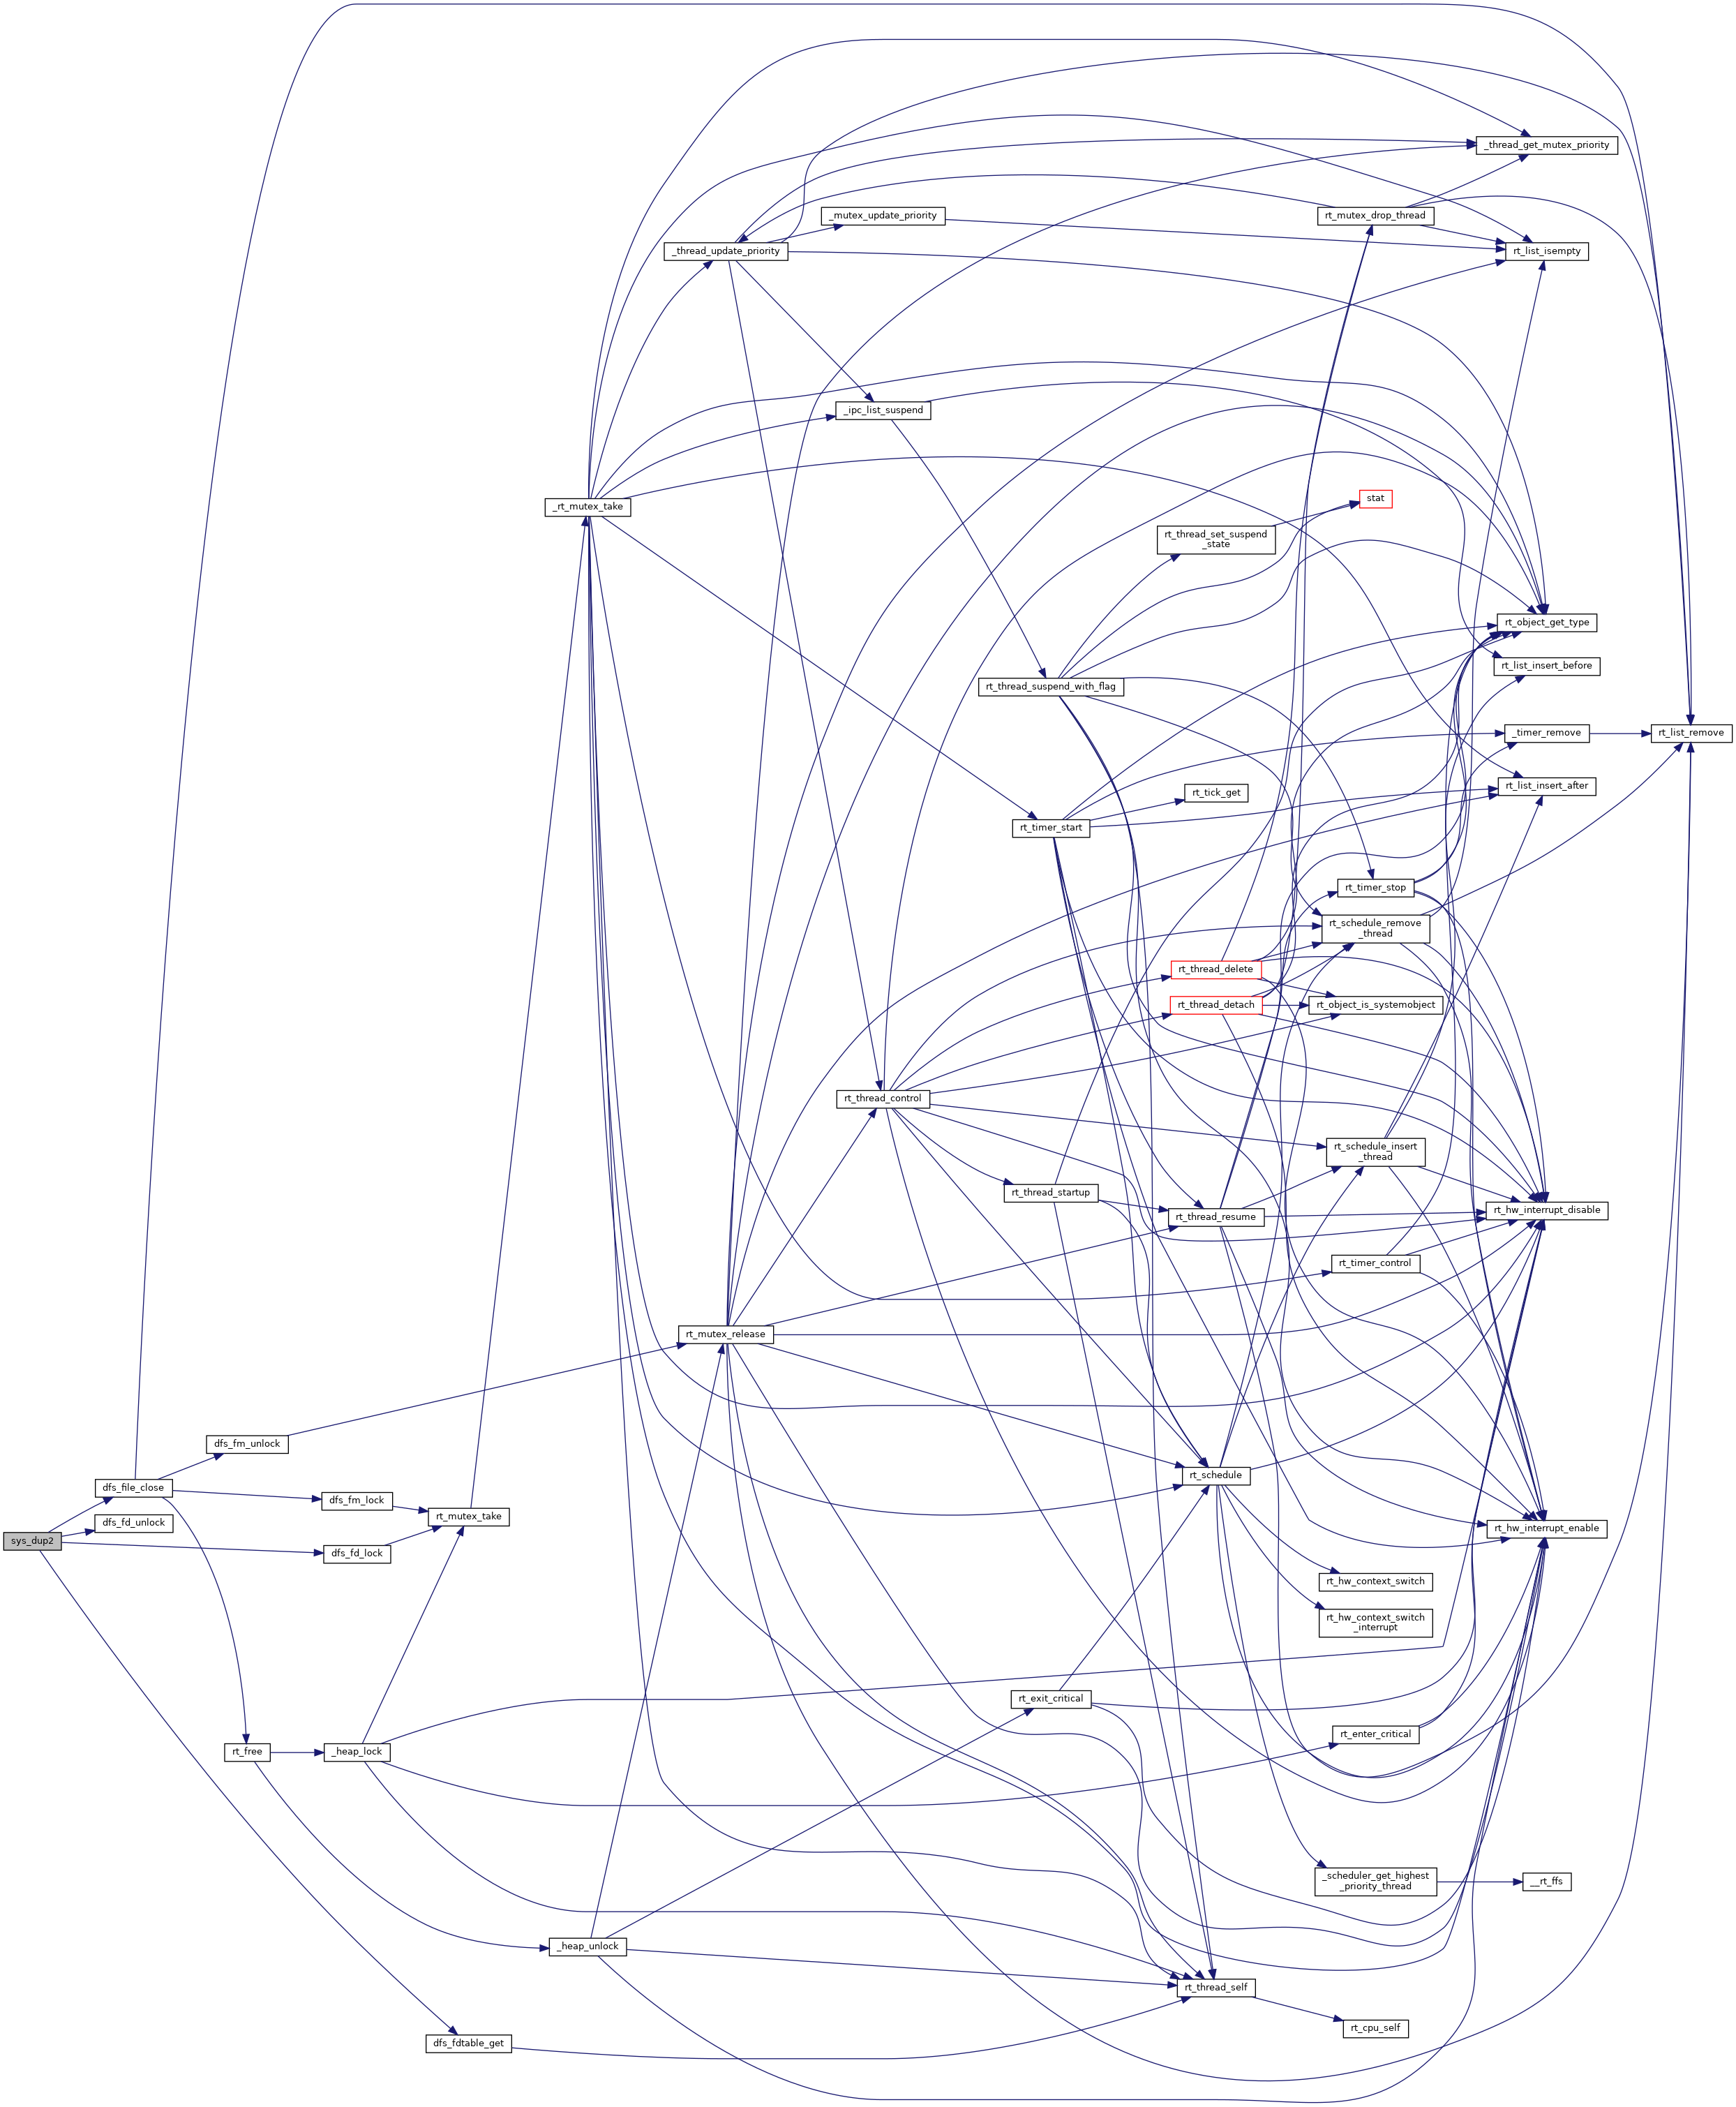 _thread_get_mutex_priority
_mutex_update_priority
rt_mutex_drop_thread
_thread_update_priority
rt_list_isempty
_ipc_list_suspend
stat
_rt_mutex_take
rt_thread_set_suspend
_state
rt_object_get_type
rt_list_insert_before
rt_thread_suspend_with_flag
_timer_remove
rt_list_remove
rt_list_insert_after
rt_tick_get
rt_timer_start
rt_timer_stop
rt_schedule_remove
_thread
rt_thread_delete
rt_thread_detach
rt_object_is_systemobject
rt_thread_control
rt_schedule_insert
_thread
rt_thread_startup
rt_thread_resume
rt_hw_interrupt_disable
rt_timer_control
rt_mutex_release
dfs_fm_unlock
rt_schedule
dfs_file_close
dfs_fm_lock
rt_mutex_take
dfs_fd_unlock
rt_hw_interrupt_enable
sys_dup2
dfs_fd_lock
rt_hw_context_switch
rt_hw_context_switch
_interrupt
rt_exit_critical
rt_enter_critical
rt_free
_heap_lock
_scheduler_get_highest
_priority_thread
__rt_ffs
_heap_unlock
rt_thread_self
rt_cpu_self
dfs_fdtable_get